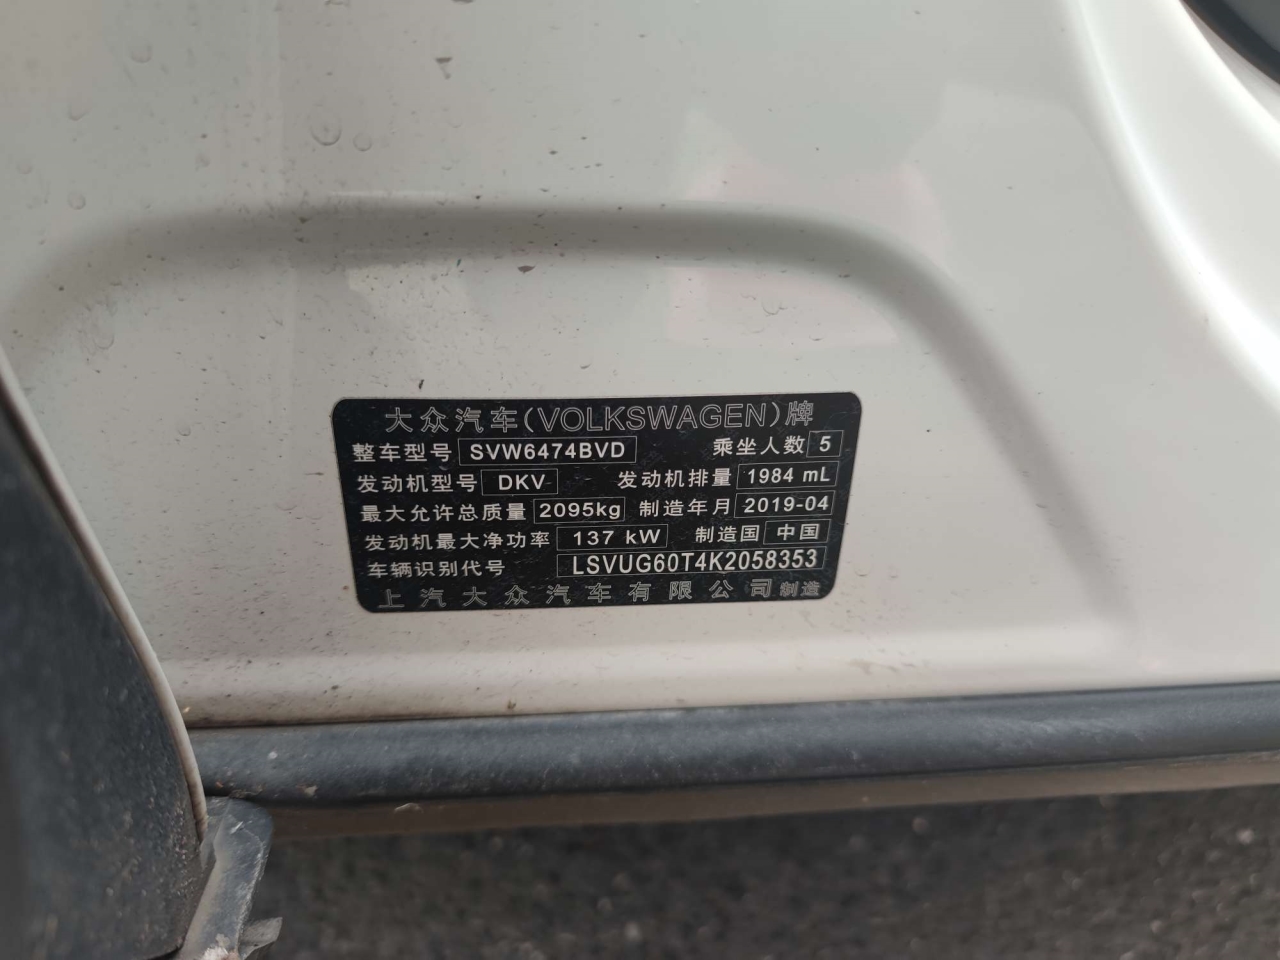 大众汽车(VOLKSWAGEN)牌
整车型号 SVW6474BVD 乘坐人数 5
发动机型号 DKV 发动机排量 1984 mL
最大允许总质量 2095kg 制造年月 2019-04
发动机最大净功率 137 kW 制造国 中国
车辆识别代号 LSVUG60T4K2058353
上汽大众汽车有限公司制造